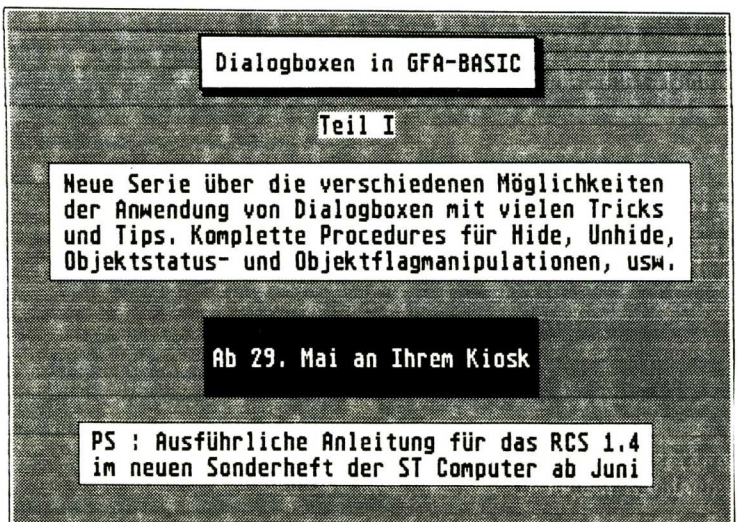 Dialogboxen in GFA-BASIC
Teil I
Neue Serie über die verschiedenen Möglichkeiten
der Anwendung von Dialogboxen mit vielen Tricks
und Tips. Komplette Procedures für Hide, Unhide,
Objektstatus- und Objektflagmanipulationen, usw.
Ab 29. Mai an Ihrem Kiosk
PS : Ausführliche Anleitung für das RCS 1.4
im neuen Sonderheft der ST Computer ab Juni